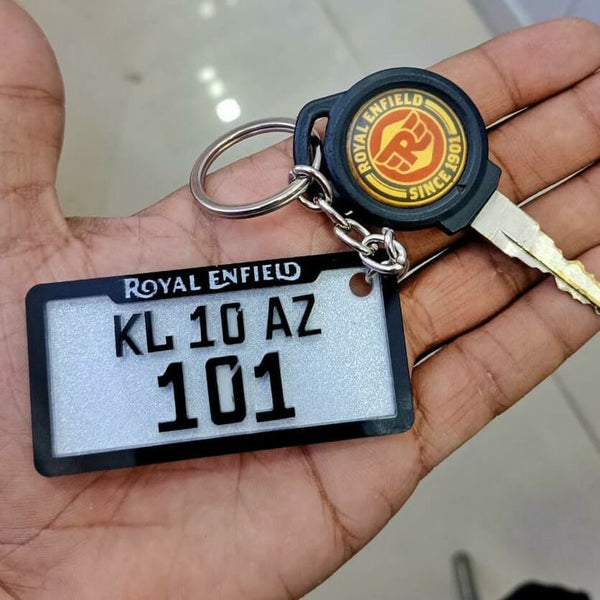 ROYAL ENFIELD
R
SINCE 1901
ROYAL ENFIELD
KL 10 AZ
101